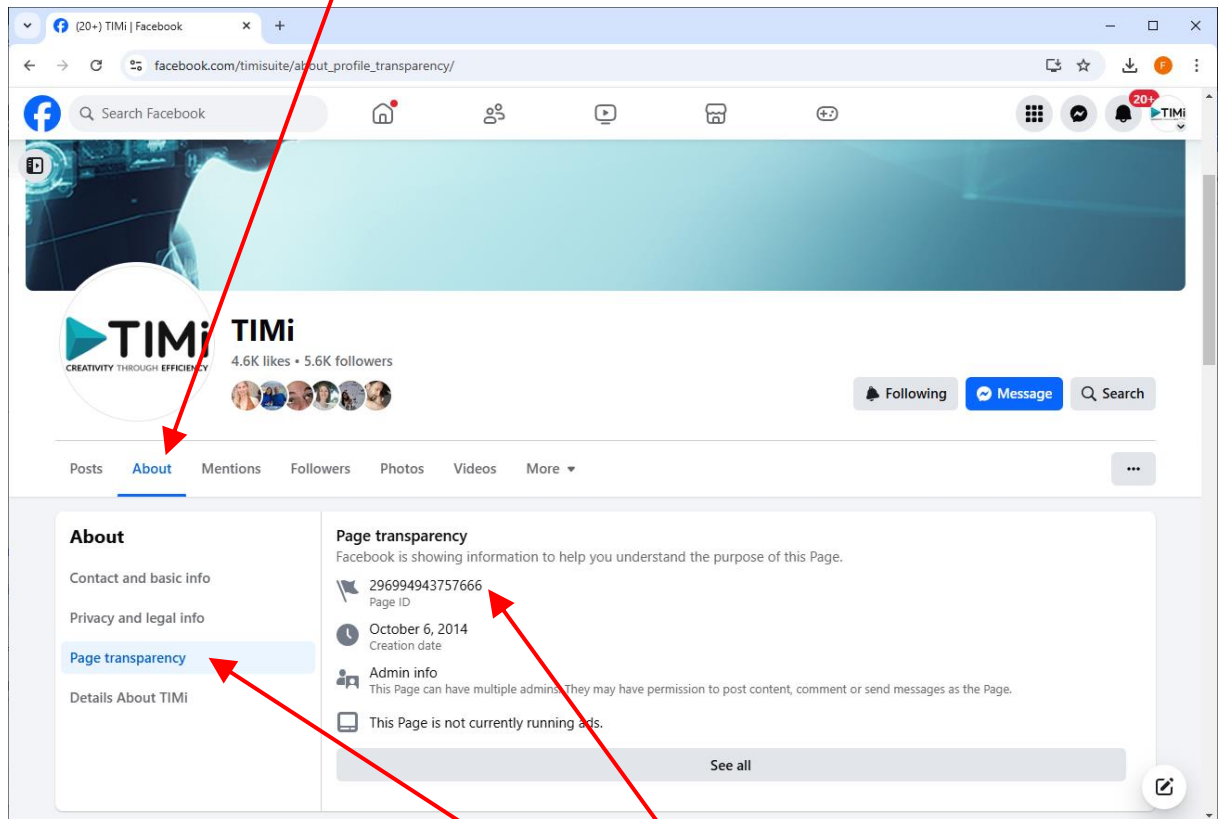 (20+) TIMi | Facebook
facebook.com/timisuite/about_profile_transparency/
F
Search Facebook
20+
TIMi
TIMi
CREATIVITY THROUGH EFFICIENCY
TIMi
4.6K likes • 5.6K followers
Following
Message
Search
Posts About Mentions Followers Photos Videos More
About
Contact and basic info
Privacy and legal info
Page transparency
Details About TIMi
Page transparency
Facebook is showing information to help you understand the purpose of this Page.
296994943757666
Page ID
October 6, 2014
Creation date
Admin info
This Page can have multiple admins. They may have permission to post content, comment or send messages as the Page.
This Page is not currently running ads.
See all